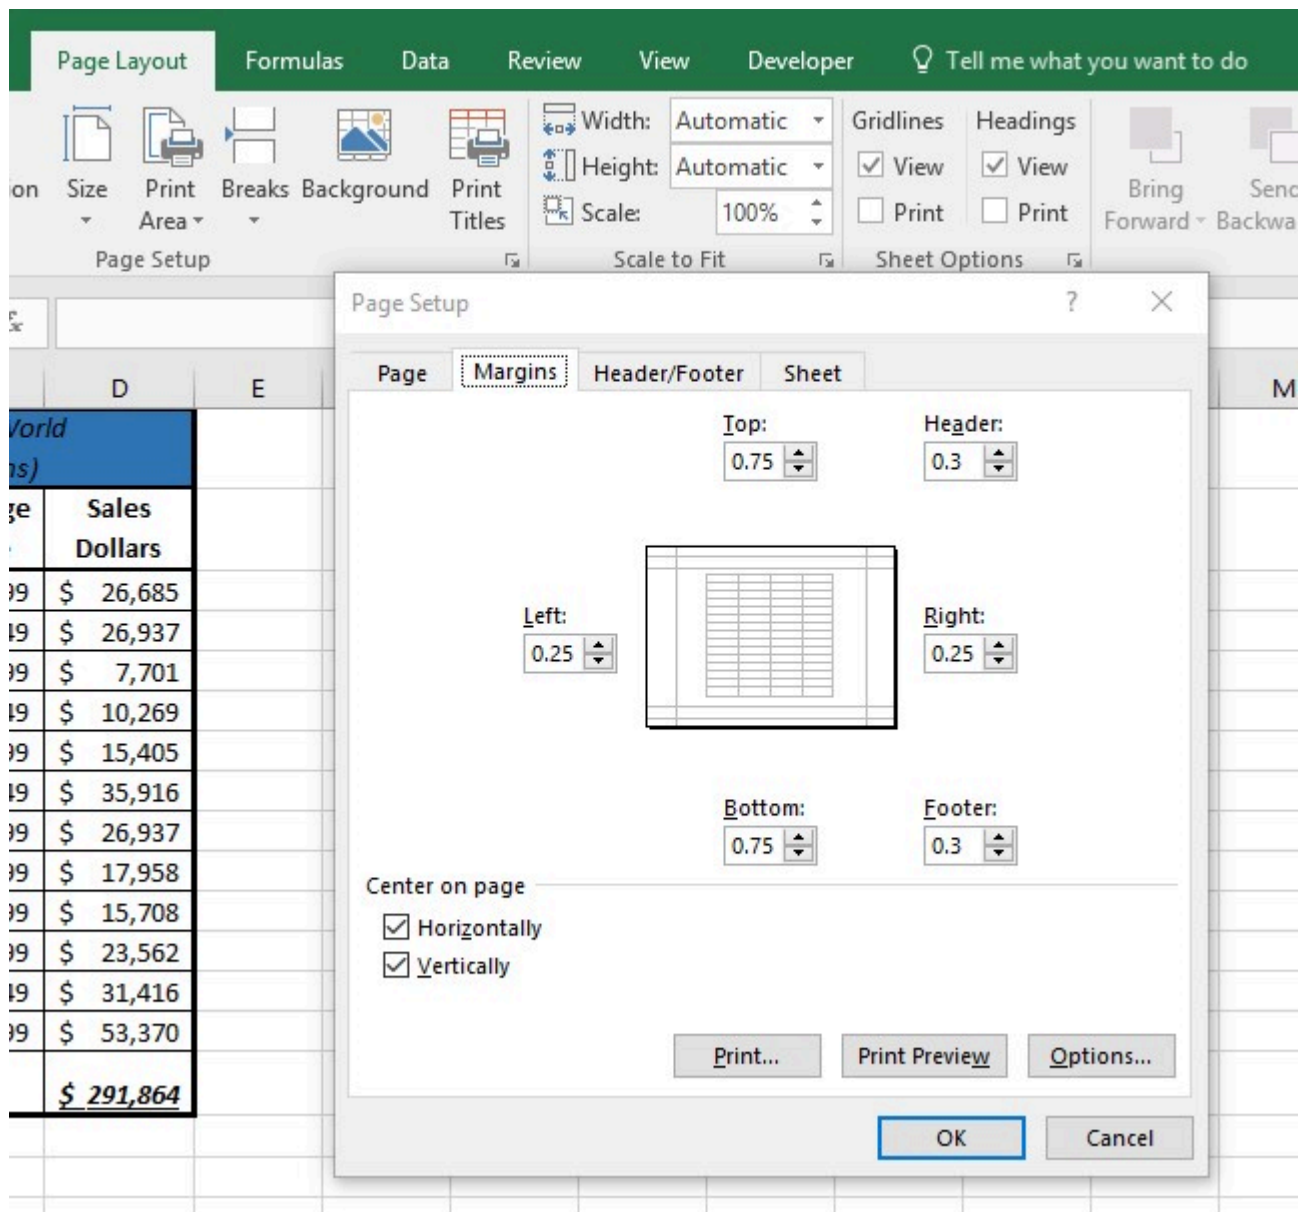 Page Layout Formulas Data Review View Developer Tell me what you want to do
Width: Automatic Gridlines Headings
Height: Automatic View View
Size Print Breaks Background Print Bring
Scale: 100% Print Print
Area Titles Forward
Page Setup Scale to Fit Sheet Options
Page Setup ? ×
Page Margins Header/Footer Sheet
D E M
Top: Header:
0.75 0.3
Left: Right:
0.25 0.25
Bottom: Footer:
0.75 0.3
Center on page
Horizontally
Vertically
Print... Print Preview Options...
OK Cancel
Sales
Dollars
$ 26,685
$ 26,937
$ 7,701
$ 10,269
$ 15,405
$ 35,916
$ 26,937
$ 17,958
$ 15,708
$ 23,562
$ 31,416
$ 53,370
$ 291,864